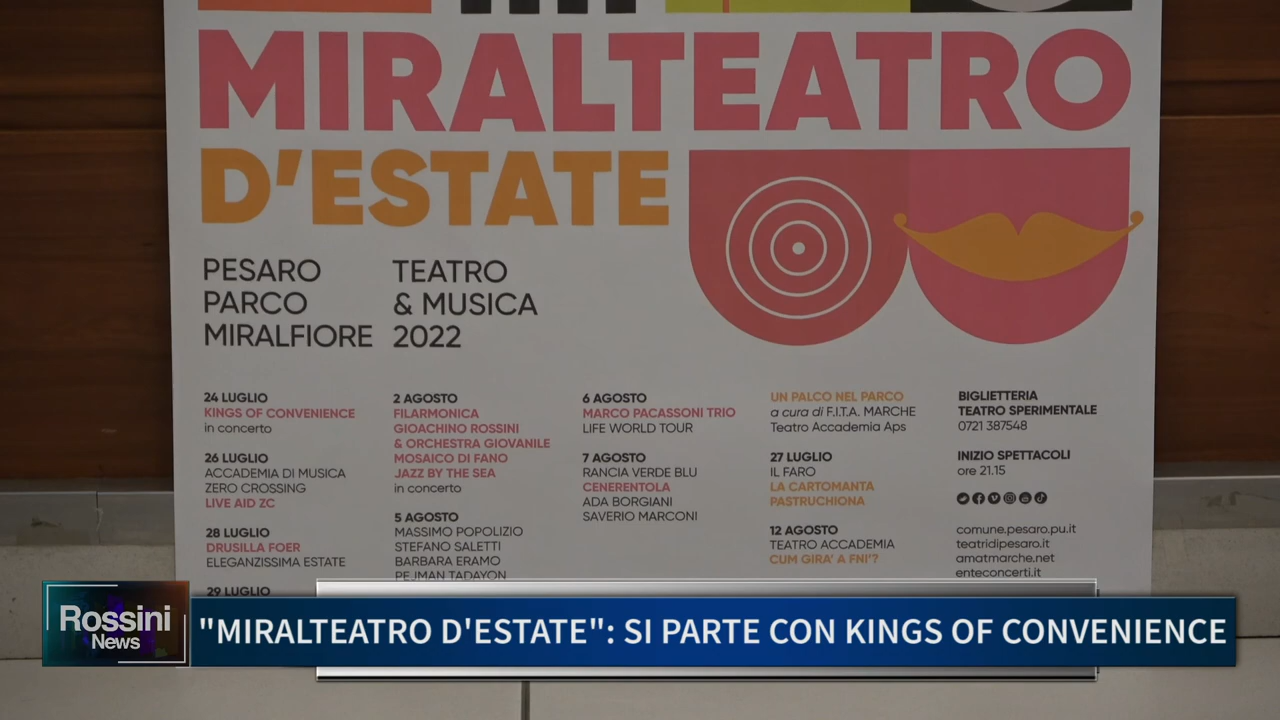 MIRALTEATRO
D'ESTATE
PESARO
PARCO
MIRALFIORE
TEATRO
& MUSICA
2022
24 LUGLIO
KINGS OF CONVENIENCE
in concerto
26 LUGLIO
ACCADEMIA DI MUSICA
ZERO CROSSING
LIVE AID ZC
28 LUGLIO
DRUSILLA FOER
ELEGANZISSIMA ESTATE
29 LUGLIO
2 AGOSTO
FILARMONICA
GIOACHINO ROSSINI
& ORCHESTRA GIOVANILE
MOSAICO DI FANO
JAZZ BY THE SEA
in concerto
5 AGOSTO
MASSIMO POPOLIZIO
STEFANO SALETTI
BARBARA ERAMO
PEJMAN TADAYON
6 AGOSTO
MARCO PACASSONI TRIO
LIFE WORLD TOUR
7 AGOSTO
RANCIA VERDE BLU
CENERENTOLA
ADA BORGIANI
SAVERIO MARCONI
UN PALCO NEL PARCO
a cura di F.I.T.A. MARCHE
Teatro Accademia Aps
27 LUGLIO
IL FARO
LA CARTOMANTA
PASTRUCHIONA
12 AGOSTO
TEATRO ACCADEMIA
CUM GIRA' A FNI'?
BIGLIETTERIA
TEATRO SPERIMENTALE
0721 387548
INIZIO SPETTACOLI
ore 21.15
comune.pesaro.pu.it
teatridipesaro.it
amatmarche.net
enteconcerti.it
Rossini
News
"MIRALTEATRO D'ESTATE": SI PARTE CON KINGS OF CONVENIENCE